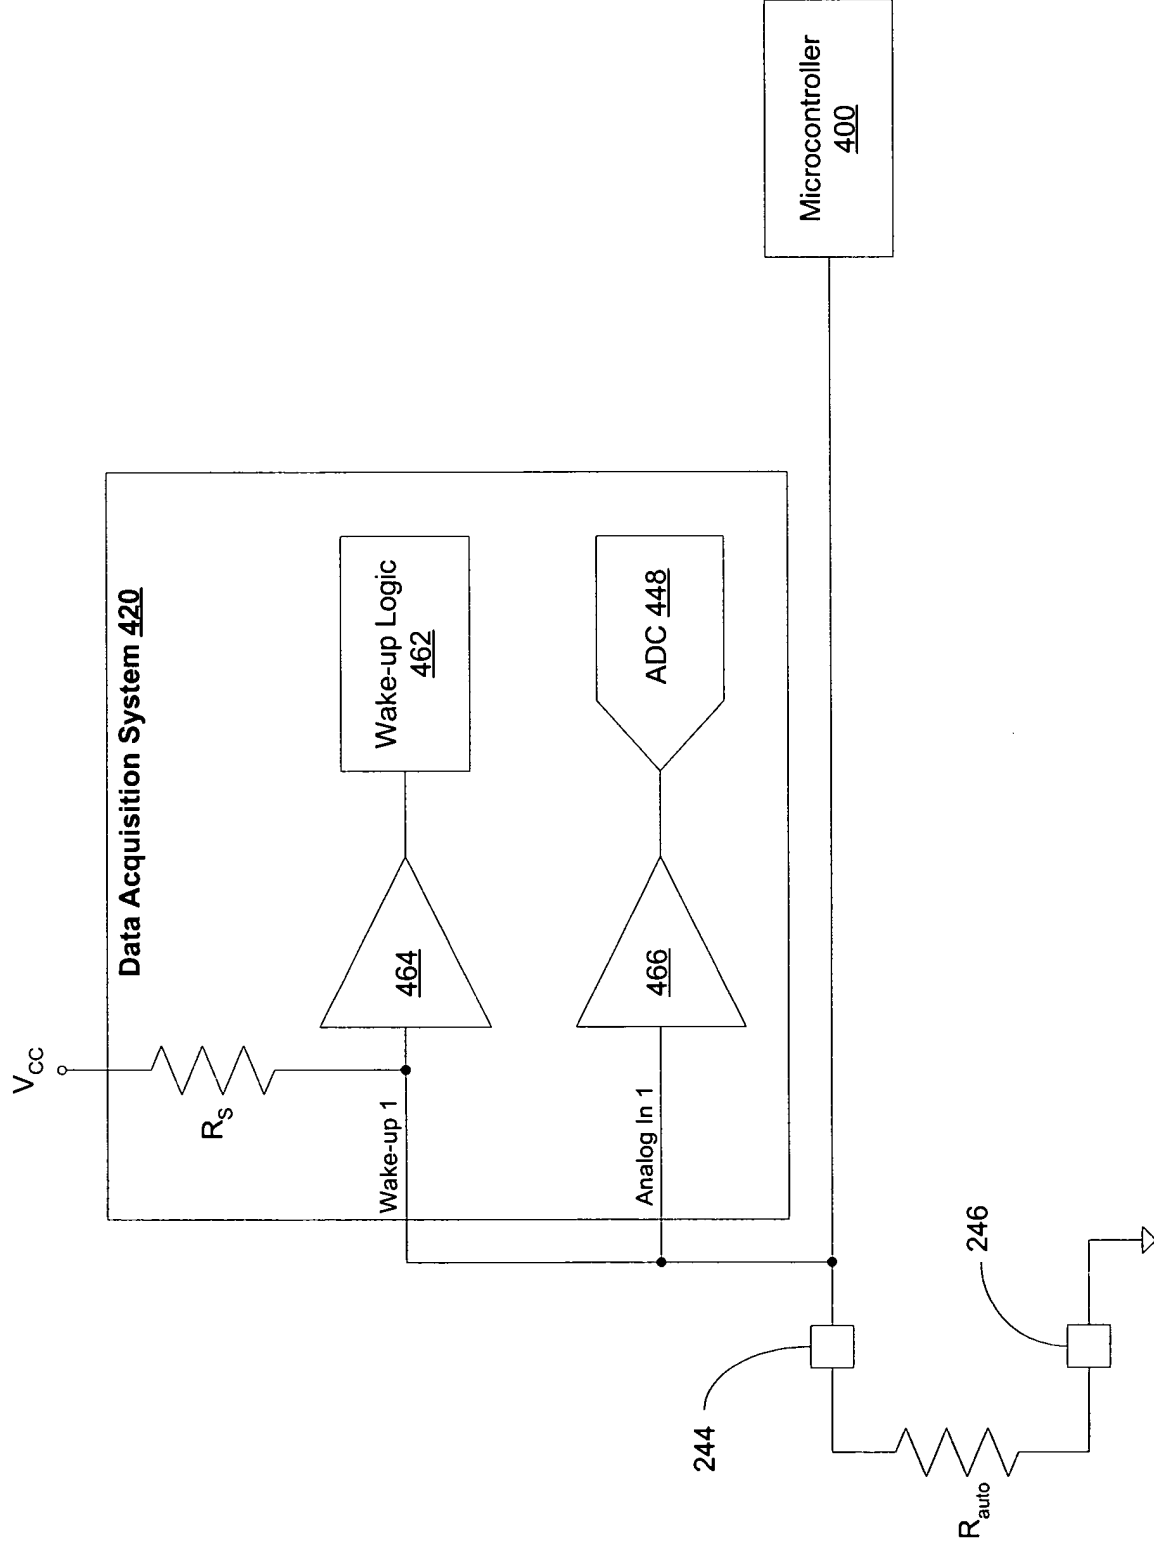 V_CC
Data Acquisition System 420
R_S
Wake-up 1
464
Wake-up Logic
462
Analog In 1
466
ADC 448
Microcontroller
400
244
246
R_auto